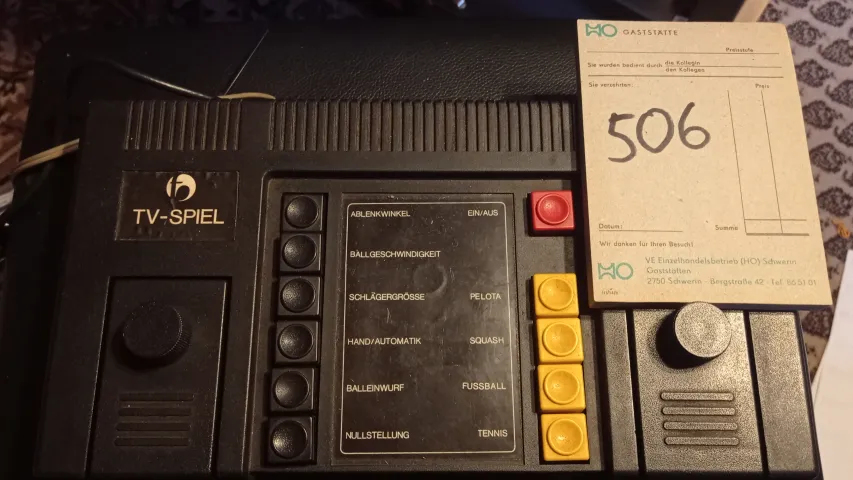 TV-SPIEL
ABLENKWINKEL EIN/AUS
BALLGESCHWINDIGKEIT
SCHLÄGERGRÖSSE PELOTA
HAND/AUTOMATIK SQUASH
BALLEINWURF FUSSBALL
NULLSTELLUNG TENNIS
HO GASTSTÄTTE
Preisstufe
Sie wurden bedient durch die Kollegin
den Kollegen
Sie verzehrten: Preis
506
Datum: Summe
Wir danken für Ihren Besuch!
HO VE Einzelhandelsbetrieb (HO) Schwerin
Gaststätten
2750 Schwerin · Bergstraße 42 · Tel. 86 51 01